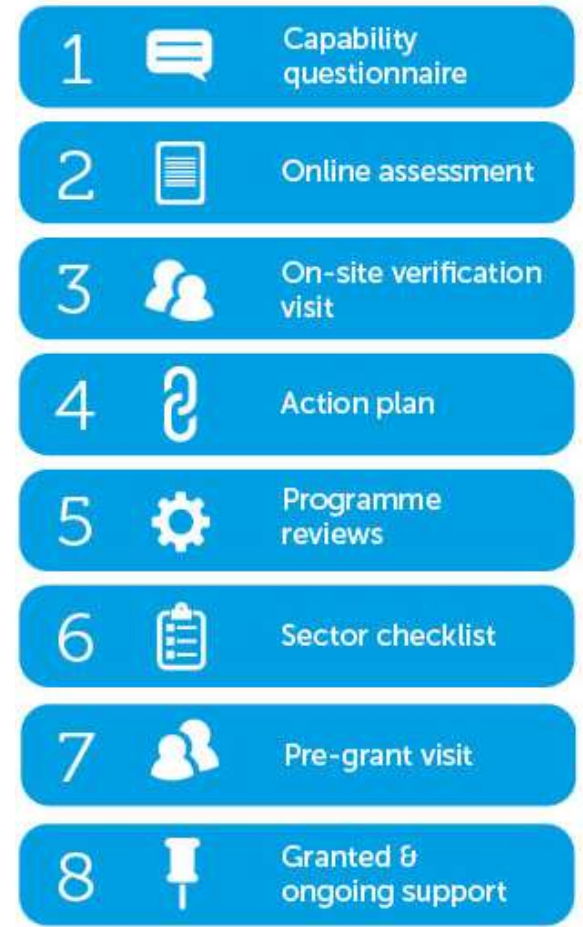 1
Capability
questionnaire
2
Online assessment
3
On-site verification
visit
4
Action plan
5
Programme
reviews
6
Sector checklist
7
Pre-grant visit
8
Granted &
ongoing support